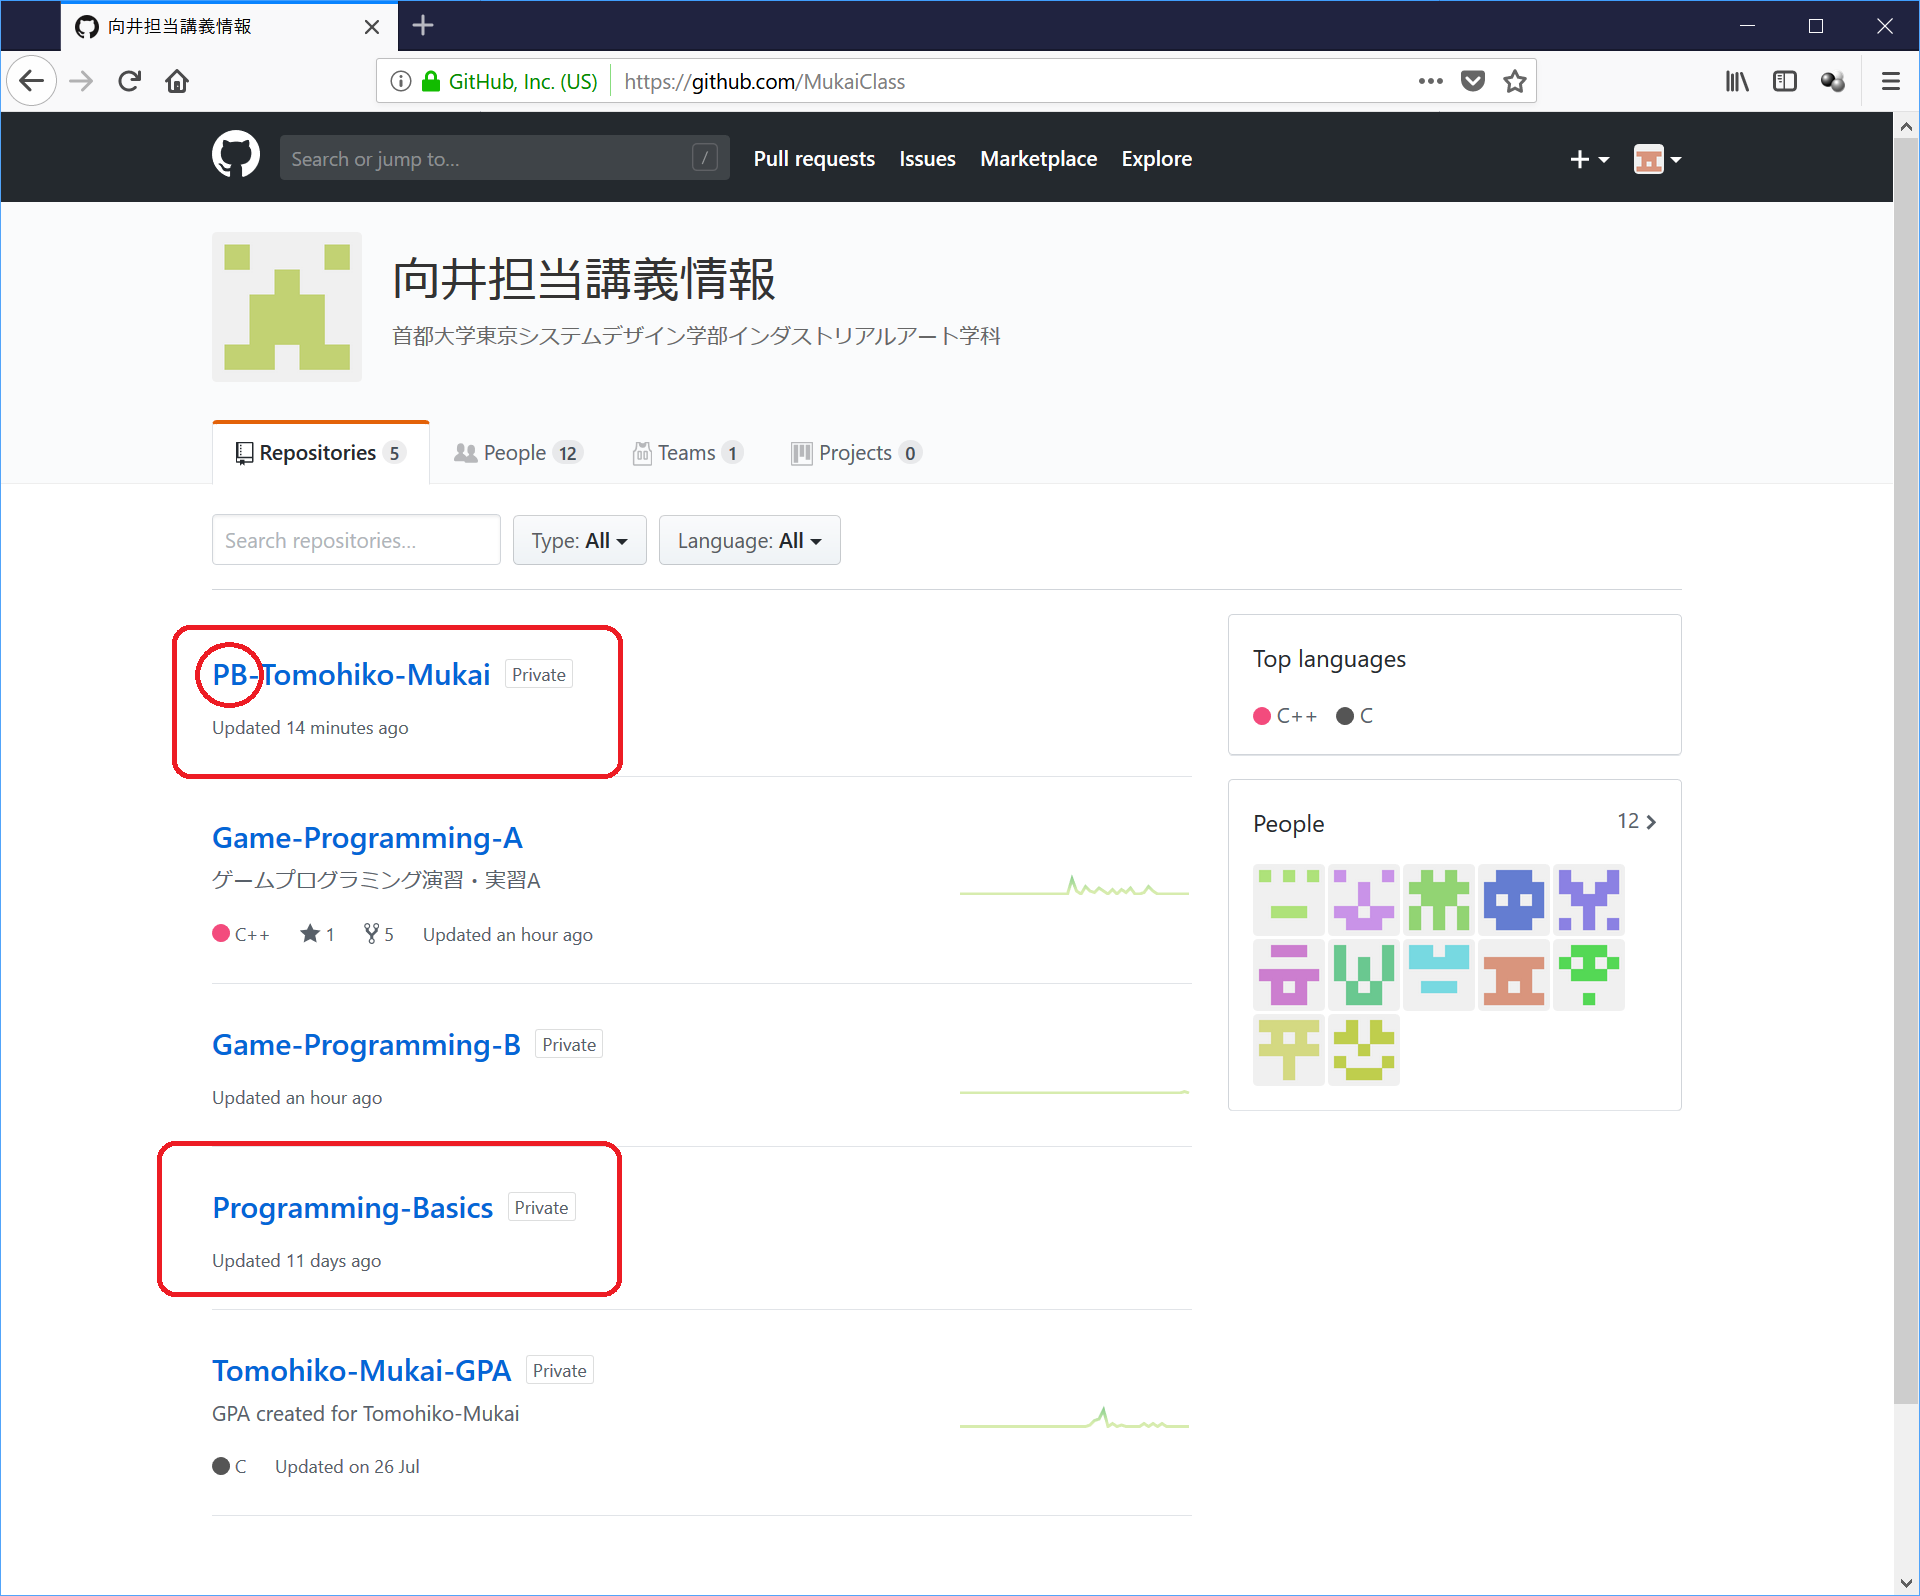 向井担当講義情報
GitHub, Inc. (US) https://github.com/MukaiClass
Search or jump to... / Pull requests Issues Marketplace Explore
向井担当講義情報
首都大学東京システムデザイン学部インダストリアルアート学科
Repositories 5 People 12 Teams 1 Projects 0
Search repositories... Type: All Language: All
PB-Tomohiko-Mukai Private
Updated 14 minutes ago
Game-Programming-A
ゲームプログラミング演習・実習A
C++ 1 5 Updated an hour ago
Game-Programming-B Private
Updated an hour ago
Programming-Basics Private
Updated 11 days ago
Tomohiko-Mukai-GPA Private
GPA created for Tomohiko-Mukai
C Updated on 26 Jul
Top languages
C++ C
People 12